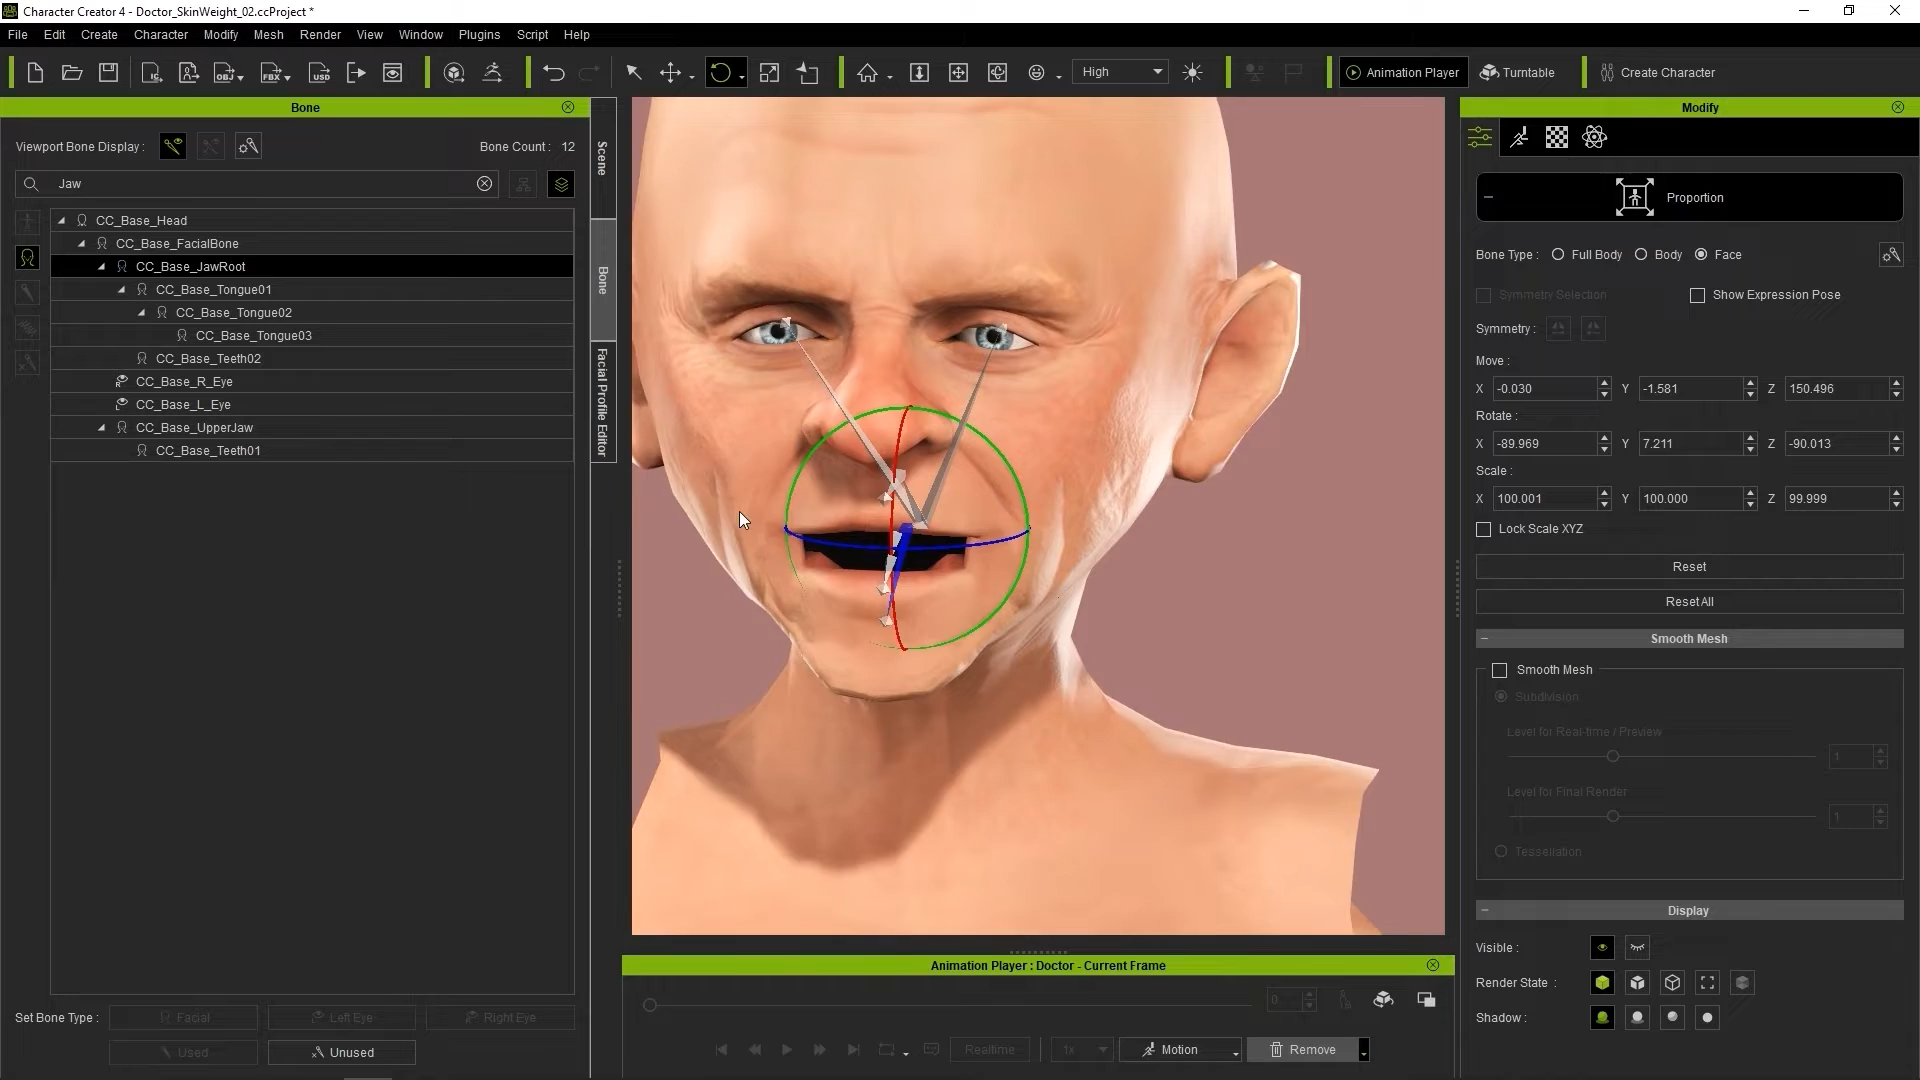 Character Creator 4 - Doctor_SkinWeight_02.ccProject *
File Edit Create Character Modify Mesh Render View Window Plugins Script Help
High Animation Player Turntable Create Character
Bone
Viewport Bone Display : Bone Count : 12
Jaw
CC_Base_Head
CC_Base_FacialBone
CC_Base_JawRoot
CC_Base_Tongue01
CC_Base_Tongue02
CC_Base_Tongue03
CC_Base_Teeth02
CC_Base_R_Eye
CC_Base_L_Eye
CC_Base_UpperJaw
CC_Base_Teeth01
Set Bone Type : Facial Left Eye Right Eye
Used Unused
Scene
Bone
Facial Profile Editor
Animation Player : Doctor - Current Frame
0
Realtime 1x Motion Remove
Modify
Proportion
Bone Type : Full Body Body Face
Symmetry Selection Show Expression Pose
Symmetry :
Move :
X -0.030 Y -1.581 Z 150.496
Rotate :
X -89.969 Y 7.211 Z -90.013
Scale :
X 100.001 Y 100.000 Z 99.999
Lock Scale XYZ
Reset
Reset All
Smooth Mesh
Smooth Mesh
Subdivision
Level for Real-time / Preview
1
Level for Final Render
1
Tessellation
Display
Visible :
Render State :
Shadow :